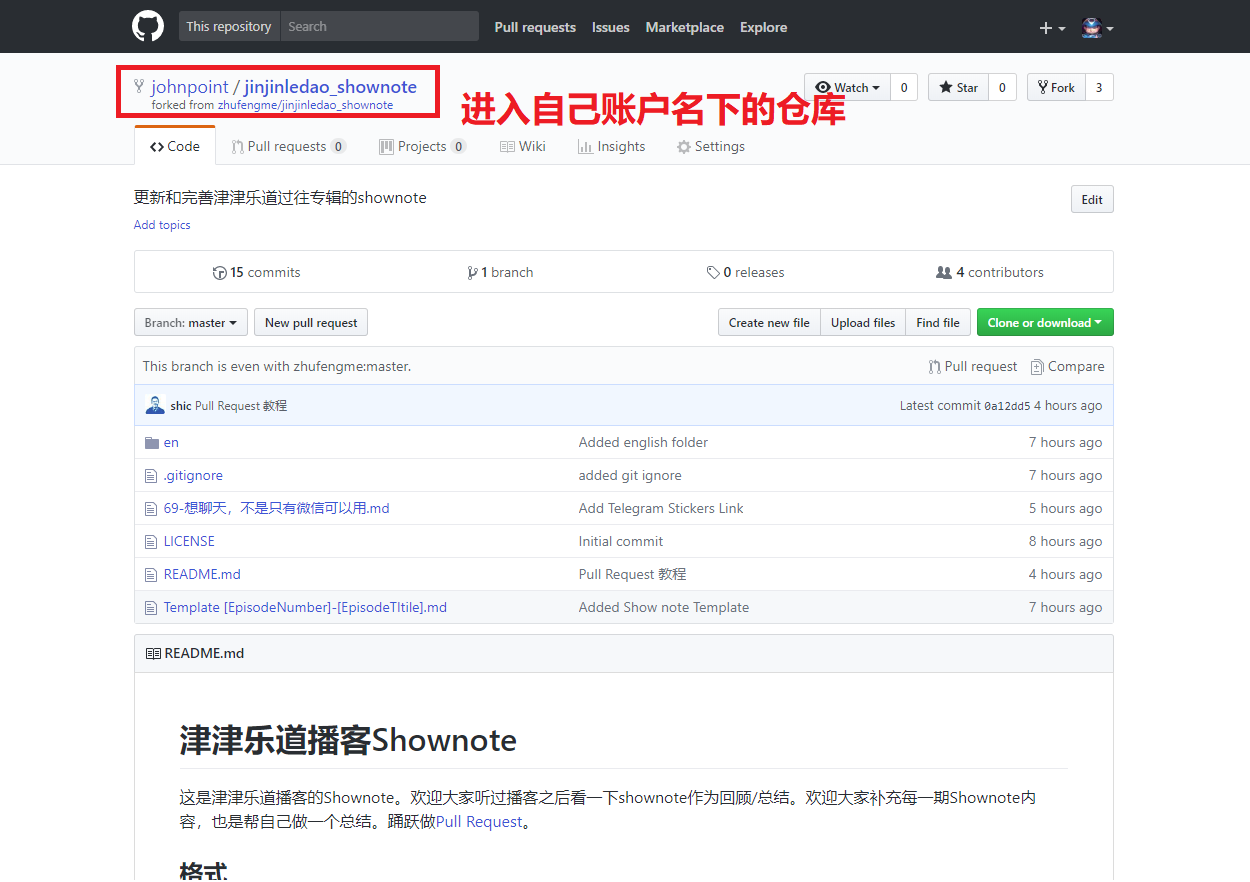 This repository Search Pull requests Issues Marketplace Explore
johnpoint / jinjinledao_shownote
forked from zhufengme/jinjinledao_shownote
Watch 0 Star 0 Fork 3
进入自己账户名下的仓库
Code Pull requests 0 Projects 0 Wiki Insights Settings
更新和完善津津乐道过往专辑的shownote
Edit
Add topics
15 commits 1 branch 0 releases 4 contributors
Branch: master New pull request Create new file Upload files Find file Clone or download
This branch is even with zhufengme:master. Pull request Compare
shic Pull Request 教程 Latest commit 0a12dd5 4 hours ago
en Added english folder 7 hours ago
.gitignore added git ignore 7 hours ago
69-想聊天，不是只有微信可以用.md Add Telegram Stickers Link 5 hours ago
LICENSE Initial commit 8 hours ago
README.md Pull Request 教程 4 hours ago
Template [EpisodeNumber]-[EpisodeTItile].md Added Show note Template 7 hours ago
README.md
津津乐道播客Shownote
这是津津乐道播客的Shownote。欢迎大家听过播客之后看一下shownote作为回顾/总结。欢迎大家补充每一期Shownote内
容，也是帮自己做一个总结。踊跃做Pull Request。
格式